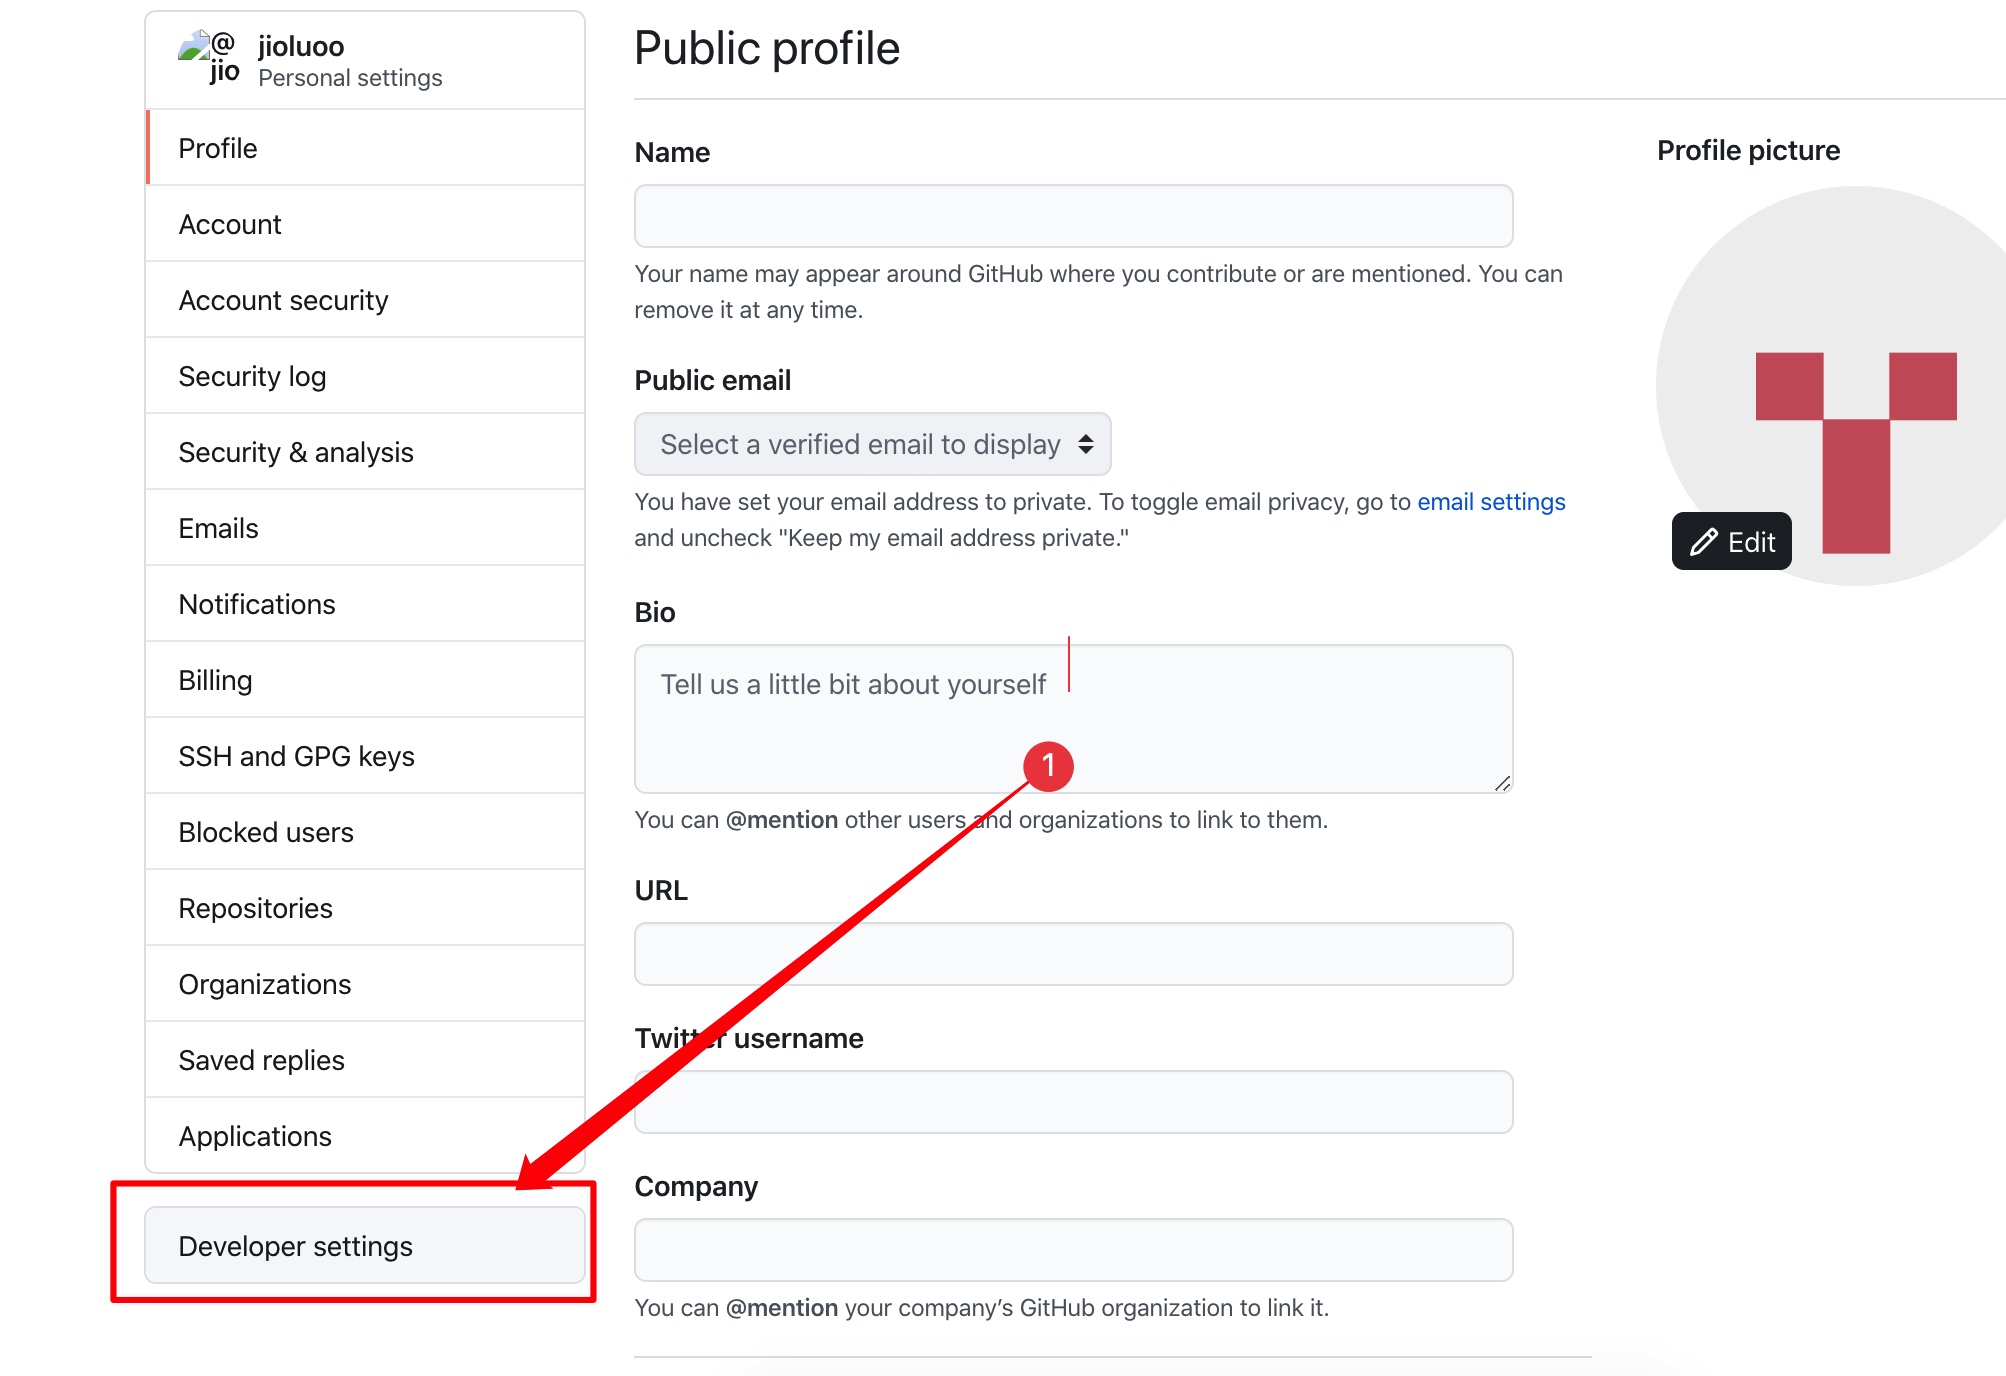 @
jio
jioluoo
Personal settings
Profile
Account
Account security
Security log
Security & analysis
Emails
Notifications
Billing
SSH and GPG keys
Blocked users
Repositories
Organizations
Saved replies
Applications
Developer settings
Public profile
Name
Your name may appear around GitHub where you contribute or are mentioned. You can
remove it at any time.
Public email
Select a verified email to display
You have set your email address to private. To toggle email privacy, go to email settings
and uncheck "Keep my email address private."
Bio
Tell us a little bit about yourself
1
You can @mention other users and organizations to link to them.
URL
Twitter username
Company
You can @mention your company’s GitHub organization to link it.
Profile picture
Edit